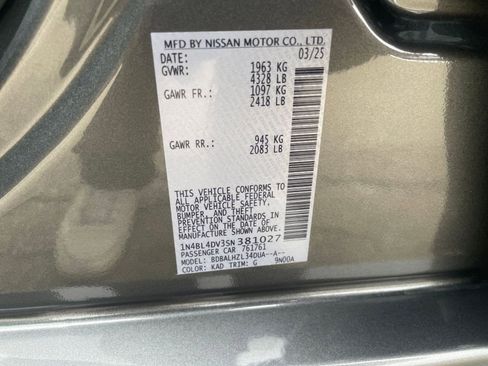 MFD BY NISSAN MOTOR CO., LTD.
DATE: 03/25
GVWR: 1963 KG
4328 LB
GAWR FR.: 1097 KG
2418 LB
GAWR RR.: 945 KG
2083 LB
THIS VEHICLE CONFORMS TO
ALL APPLICABLE FEDERAL
MOTOR VEHICLE SAFETY,
BUMPER, AND THEFT
PREVENTION STANDARDS IN
EFFECT ON THE DATE OF
MANUFACTURE SHOWN ABOVE.
1N4BL4DV3SN381027
PASSENGER CAR 761761
MODEL: BDBALHZL34DUA--A--
COLOR: KAD TRIM: G 9N00A